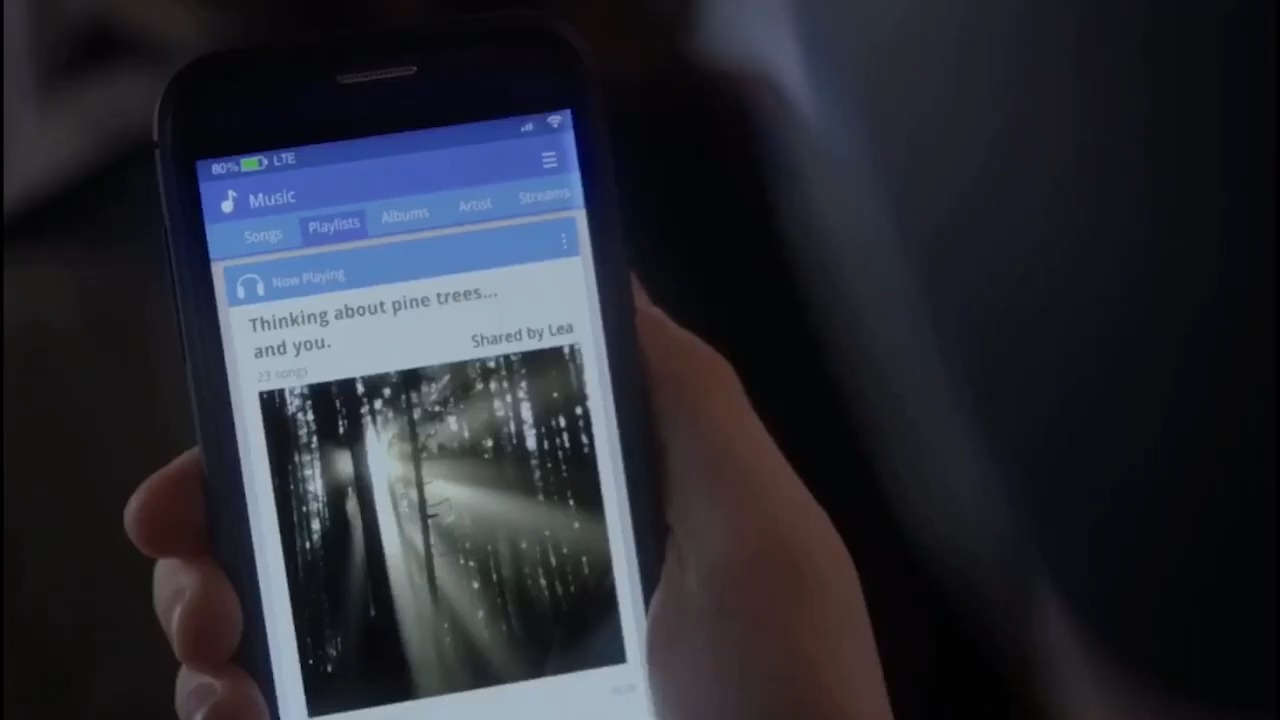 80% LTE
Music
Songs Playlists Albums Artist Streams
Now Playing
Thinking about pine trees...
and you.
Shared by Lea
23 songs